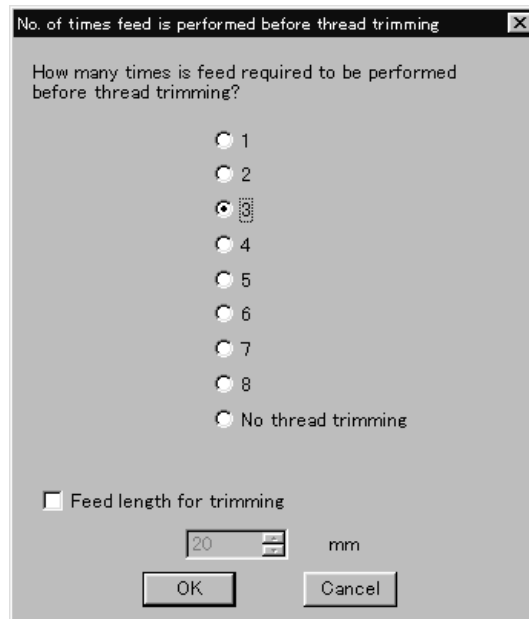 No. of times feed is performed before thread trimming
How many times is feed required to be performed
before thread trimming?
1
2
3
4
5
6
7
8
No thread trimming
Feed length for trimming
20 mm
OK Cancel